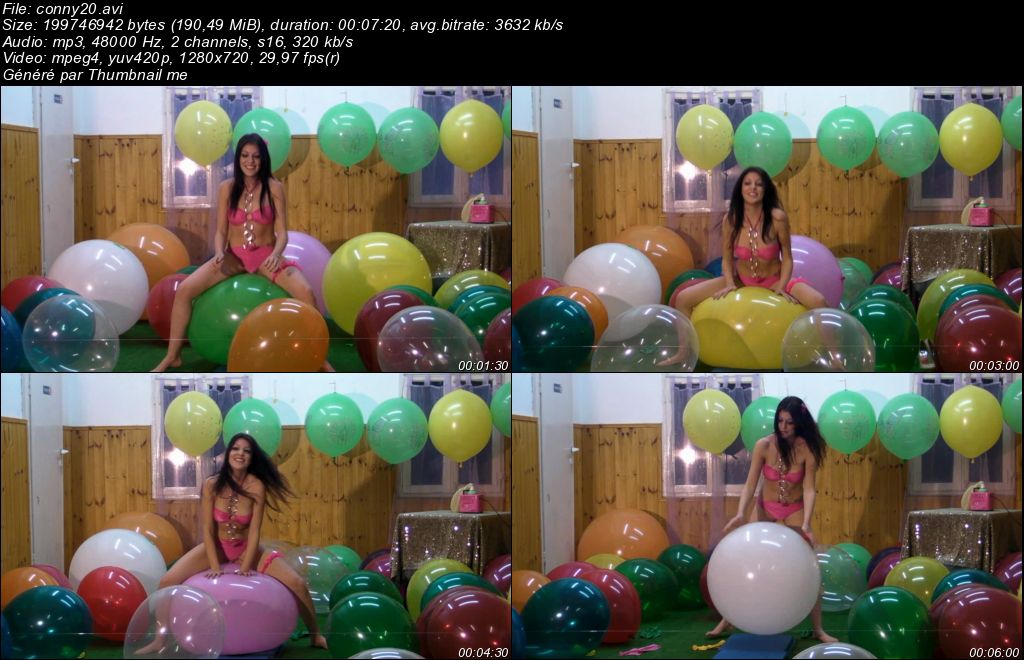 File: conny20.avi
Size: 199746942 bytes (190,49 MiB), duration: 00:07:20, avg.bitrate: 3632 kb/s
Audio: mp3, 48000 Hz, 2 channels, s16, 320 kb/s
Video: mpeg4, yuv420p, 1280x720, 29,97 fps(r)
Généré par Thumbnail me
00:01:30
00:03:00
00:04:30
00:06:00